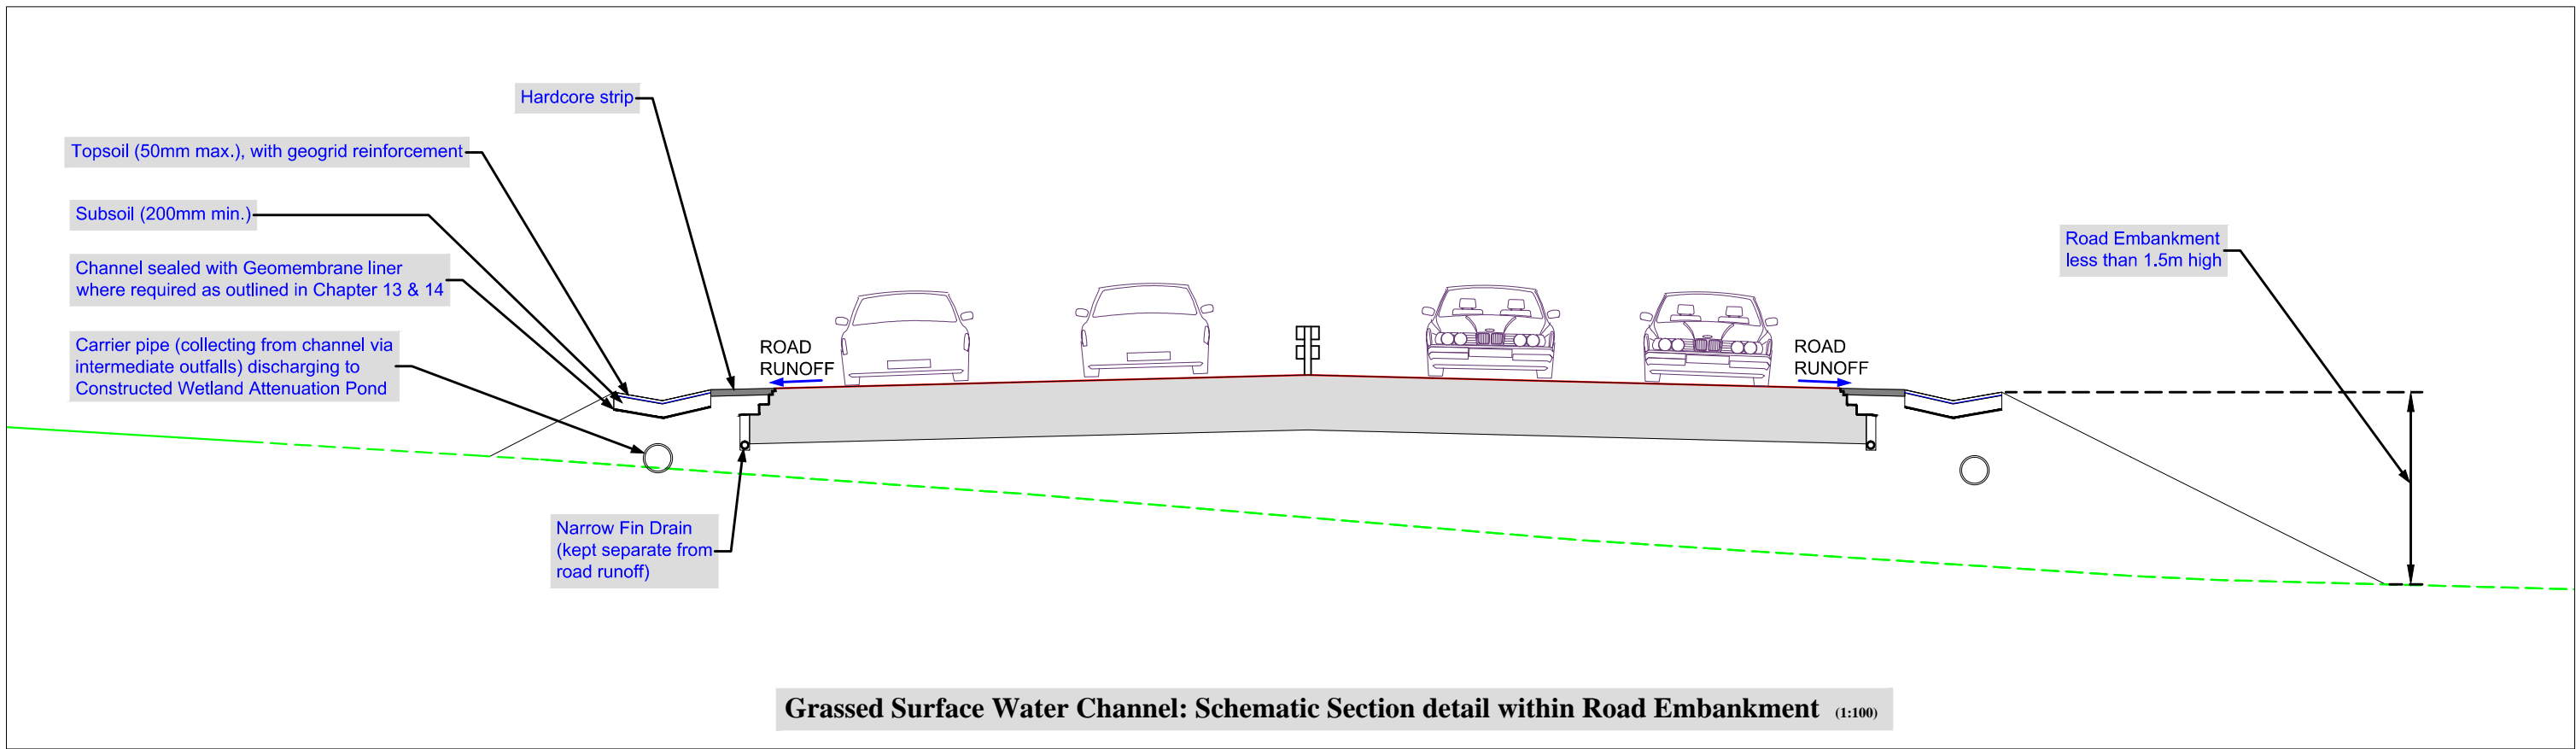 Hardcore strip
Topsoil (50mm max.), with geogrid reinforcement
Subsoil (200mm min.)
Channel sealed with Geomembrane liner
where required as outlined in Chapter 13 & 14
Carrier pipe (collecting from channel via
intermediate outfalls) discharging to
Constructed Wetland Attenuation Pond
ROAD
RUNOFF
ROAD
RUNOFF
Road Embankment
less than 1.5m high
Narrow Fin Drain
(kept separate from
road runoff)
Grassed Surface Water Channel: Schematic Section detail within Road Embankment (1:100)